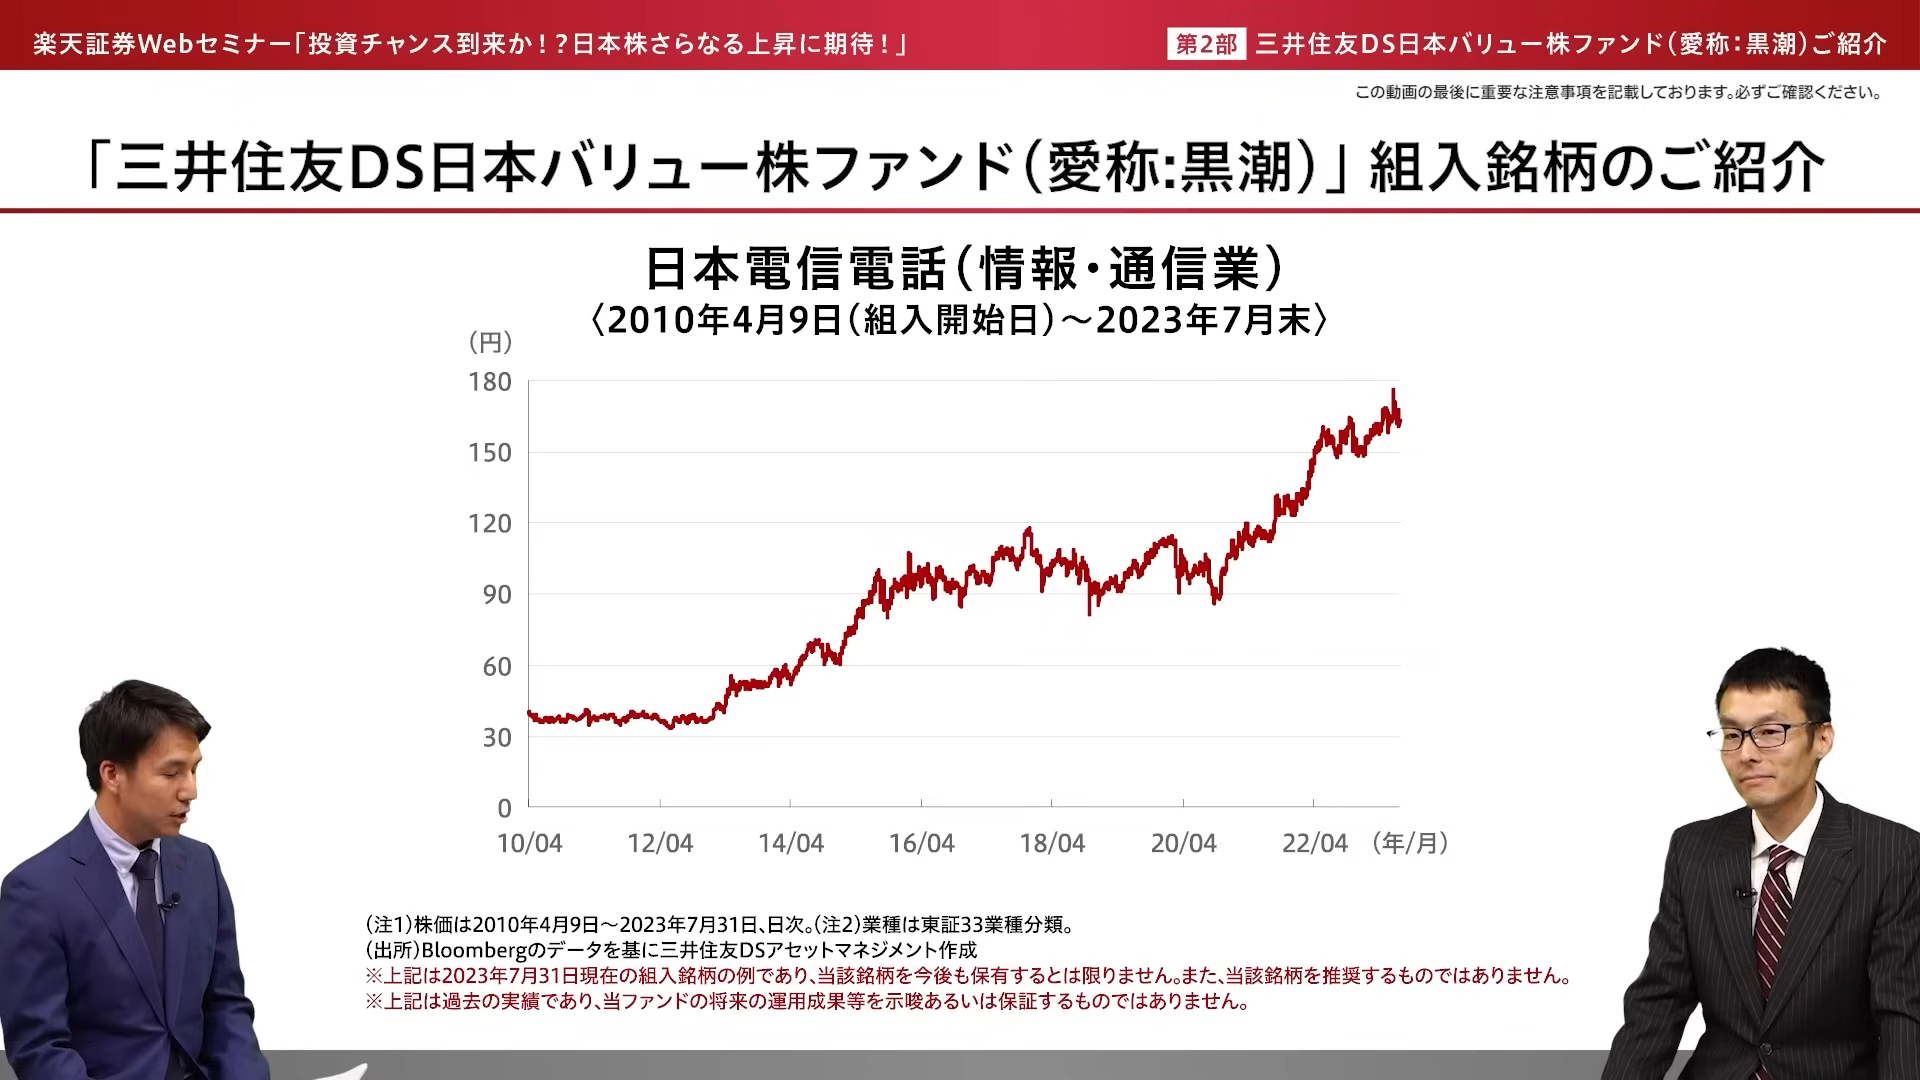 楽天証券Webセミナー「投資チャンス到来か！？日本株さらなる上昇に期待！」
第2部 三井住友DS日本バリュー株ファンド（愛称：黒潮）ご紹介
この動画の最後に重要な注意事項を記載しております。必ずご確認ください。
「三井住友DS日本バリュー株ファンド（愛称:黒潮）」組入銘柄のご紹介
日本電信電話（情報・通信業）
〈2010年4月9日（組入開始日）～2023年7月末〉
（円）
180
150
120
90
60
30
0
10/04 12/04 14/04 16/04 18/04 20/04 22/04 （年/月）
（注1）株価は2010年4月9日～2023年7月31日、日次。（注2）業種は東証33業種分類。
（出所）Bloombergのデータを基に三井住友DSアセットマネジメント作成
※上記は2023年7月31日現在の組入銘柄の例であり、当該銘柄を今後も保有するとは限りません。また、当該銘柄を推奨するものではありません。
※上記は過去の実績であり、当ファンドの将来の運用成果等を示唆あるいは保証するものではありません。